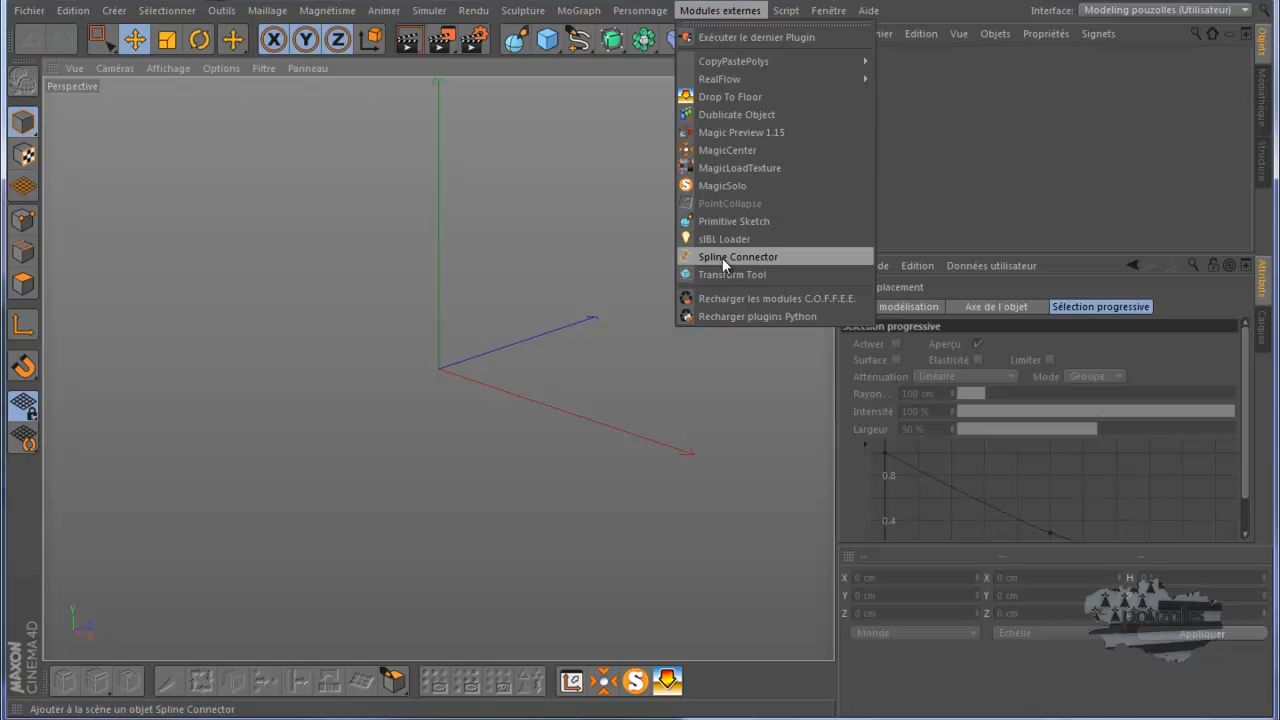 Fichier Edition Créer Sélectionner Outils Maillage Magnétisme Animer Simuler Rendu Sculpture MoGraph Personnage Modules externes Script Fenêtre Aide Interface: Modeling pouzolles (Utilisateur)
Edition Vue Objets Propriétés Signets
Vue Caméras Affichage Options Filtre Panneau
Perspective
Exécuter le dernier Plugin
CopyPastePolys
RealFlow
Drop To Floor
Dublicate Object
Magic Preview 1.15
MagicCenter
MagicLoadTexture
MagicSolo
PointCollapse
Primitive Sketch
sIBL Loader
Spline Connector
Transform Tool
Recharger les modules C.O.F.F.E.E.
Recharger plugins Python
Objets
Médiathèque
Structure
Edition Données utilisateur
Axe de l'objet Sélection progressive
Sélection progressive
Activer Aperçu
Surface Elasticité Limiter
Atténuation Linéaire Mode Groupe
Rayon... 100 cm
Intensité 100 %
Largeur 50 %
0.8
0.4
Attributs
Calques
X 0 cm X 0 cm H
Y 0 cm Y 0 cm
Z 0 cm Z 0 cm
Monde Echelle Appliquer
pouzolles
Y
Z
X
MAXON
CINEMA 4D
Ajouter à la scène un objet Spline Connector